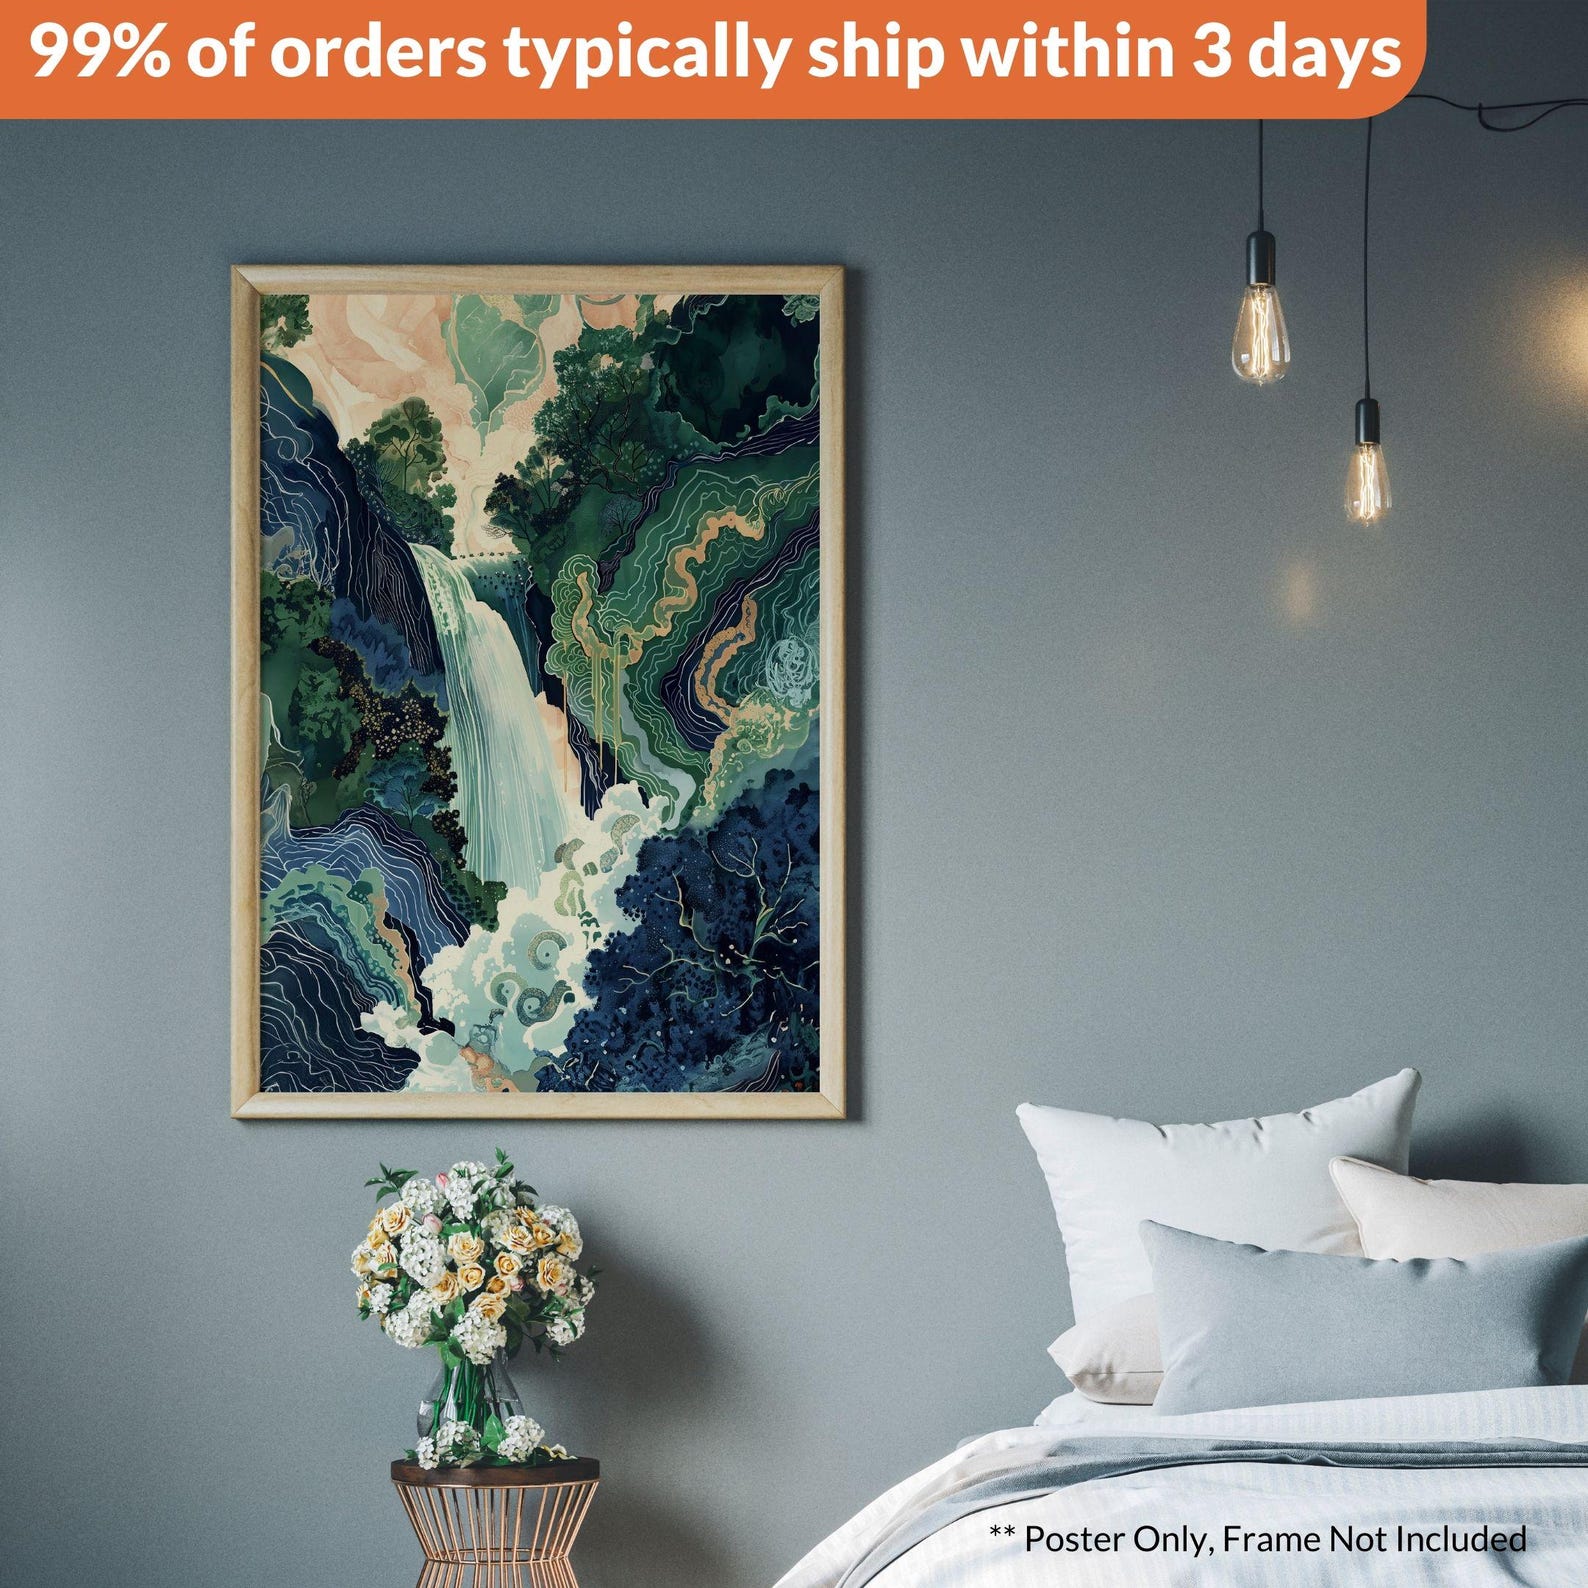 99% of orders typically ship within 3 days
** Poster Only, Frame Not Included